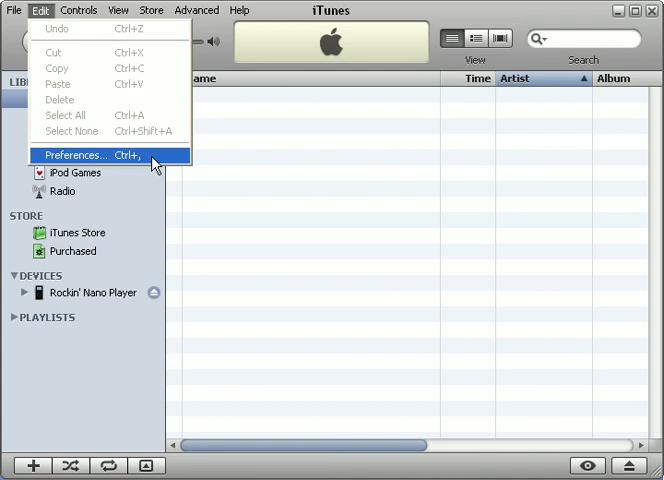 File Edit Controls View Store Advanced Help iTunes
Undo Ctrl+Z
Cut Ctrl+X
Copy Ctrl+C
Paste Ctrl+V
Delete
Select All Ctrl+A
Select None Ctrl+Shift+A
Preferences... Ctrl+,
View Search
LIB
ame Time Artist Album
iPod Games
Radio
STORE
iTunes Store
Purchased
DEVICES
Rockin' Nano Player
PLAYLISTS